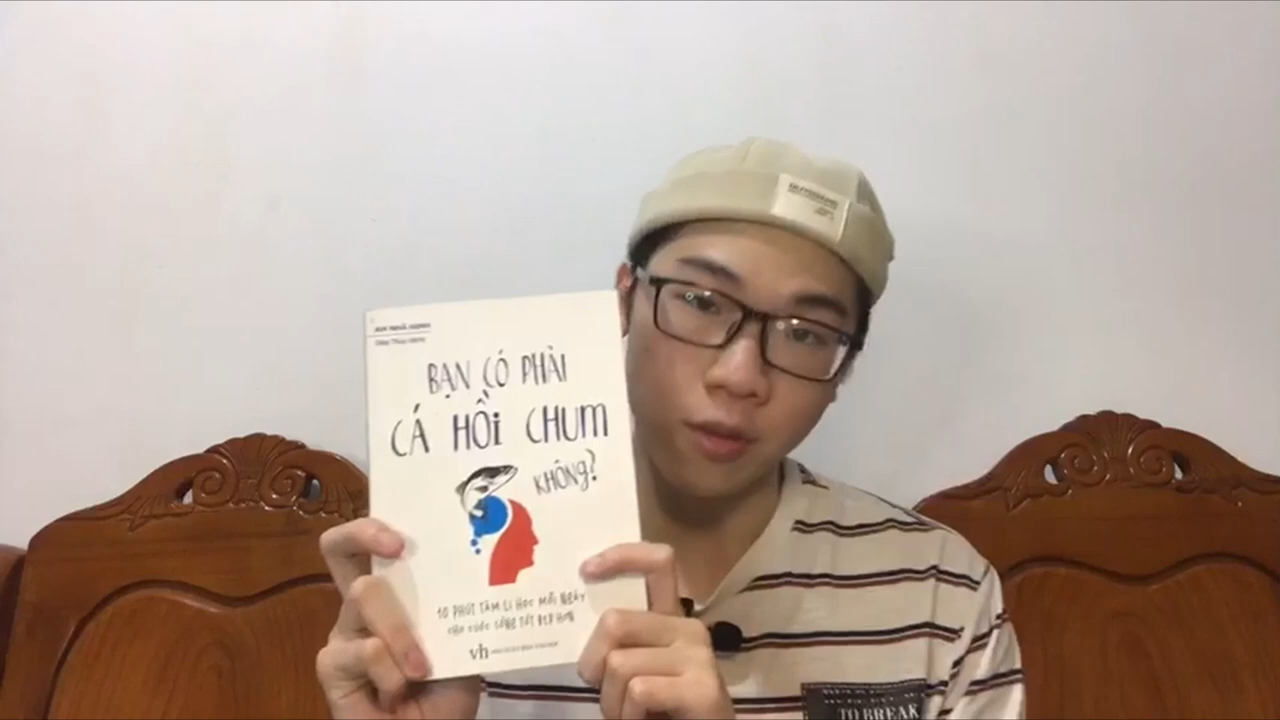 BẠN CÓ PHẢI
CÁ HỒI CHUM
KHÔNG?
10 PHÚT TÂM LÍ HỌC MỖI NGÀY
CHO CUỘC SỐNG TỐT ĐẸP HƠN
vh
TO BREAK